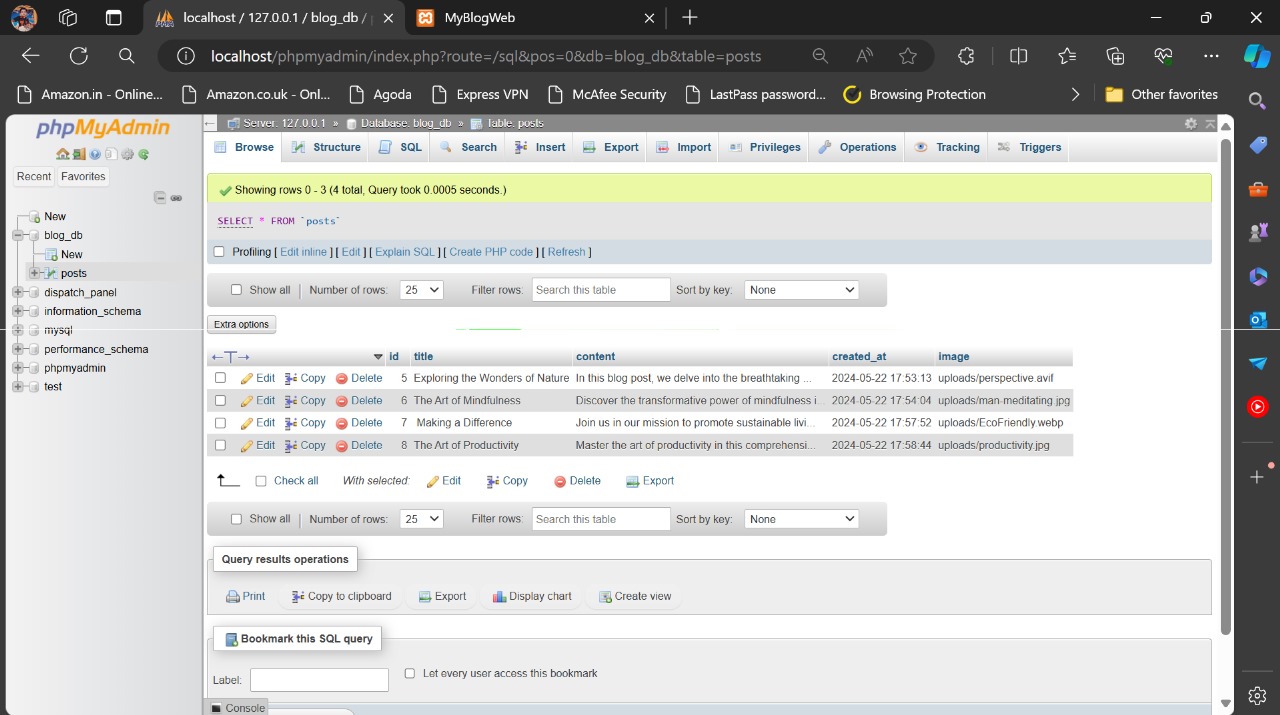 localhost / 127.0.0.1 / blog_db /
MyBlogWeb
localhost/phpmyadmin/index.php?route=/sql&pos=0&db=blog_db&table=posts
Amazon.in - Online...
Amazon.co.uk - Onl...
Agoda
Express VPN
McAfee Security
LastPass password...
Browsing Protection
Other favorites
phpMyAdmin
Recent
Favorites
New
blog_db
New
posts
dispatch_panel
information_schema
mysql
performance_schema
phpmyadmin
test
Server: 127.0.0.1 » Database: blog_db » Table: posts
Browse Structure SQL Search Insert Export Import Privileges Operations Tracking Triggers
Showing rows 0 - 3 (4 total, Query took 0.0005 seconds.)
SELECT * FROM `posts`
Profiling [ Edit inline ] [ Edit ] [ Explain SQL ] [ Create PHP code ] [ Refresh ]
Show all | Number of rows: 25 Filter rows: Search this table Sort by key: None
Extra options
←T→ id title content created_at image
Edit Copy Delete 5 Exploring the Wonders of Nature In this blog post, we delve into the breathtaking ... 2024-05-22 17:53:13 uploads/perspective.avif
Edit Copy Delete 6 The Art of Mindfulness Discover the transformative power of mindfulness i... 2024-05-22 17:54:04 uploads/man-meditating.jpg
Edit Copy Delete 7 Making a Difference Join us in our mission to promote sustainable livi... 2024-05-22 17:57:52 uploads/EcoFriendly.webp
Edit Copy Delete 8 The Art of Productivity Master the art of productivity in this comprehensi... 2024-05-22 17:58:44 uploads/productivity.jpg
Check all With selected: Edit Copy Delete Export
Show all | Number of rows: 25 Filter rows: Search this table Sort by key: None
Query results operations
Print Copy to clipboard Export Display chart Create view
Bookmark this SQL query
Label: Let every user access this bookmark
Console